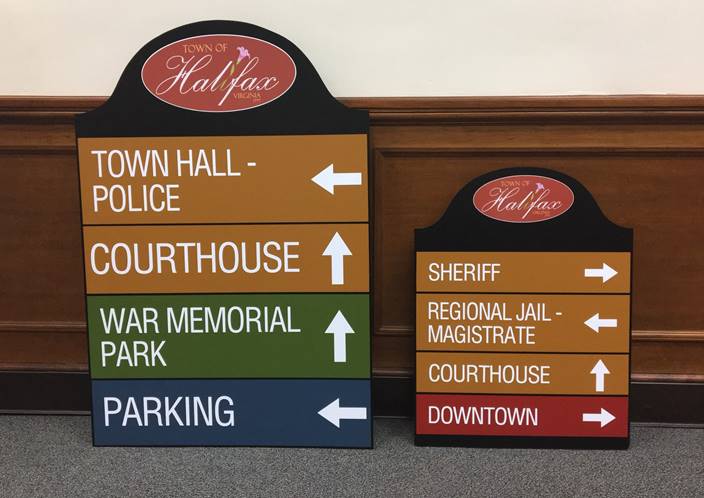 TOWN OF
Halifax
VIRGINIA
TOWN HALL -
POLICE
COURTHOUSE
WAR MEMORIAL
PARK
PARKING
TOWN OF
Halifax
SHERIFF
REGIONAL JAIL -
MAGISTRATE
COURTHOUSE
DOWNTOWN